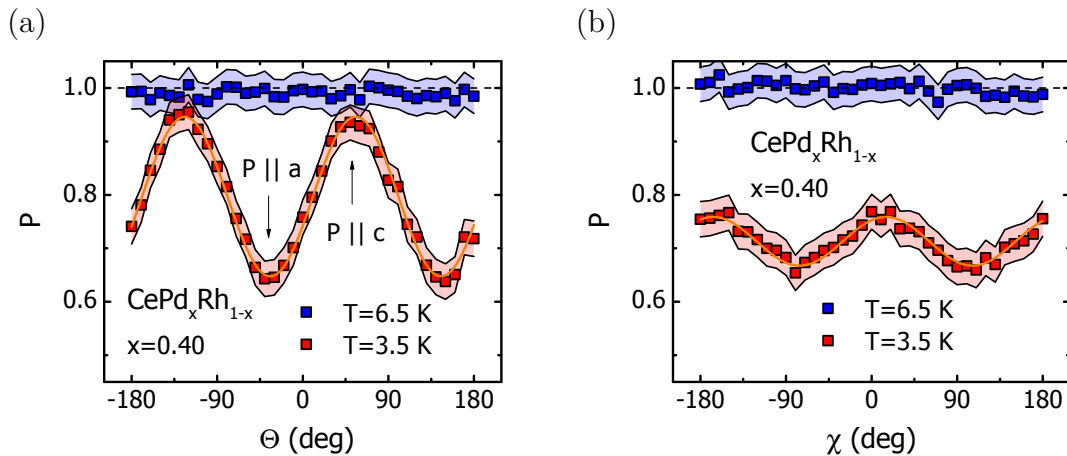 (a)
1.0
0.8
0.6
P
P || a
P || c
CePdxRh1-x
x=0.40
T=6.5 K
T=3.5 K
-180 -90 0 90 180
Θ (deg)
(b)
1.0
0.8
0.6
P
CePdxRh1-x
x=0.40
T=6.5 K
T=3.5 K
-180 -90 0 90 180
χ (deg)